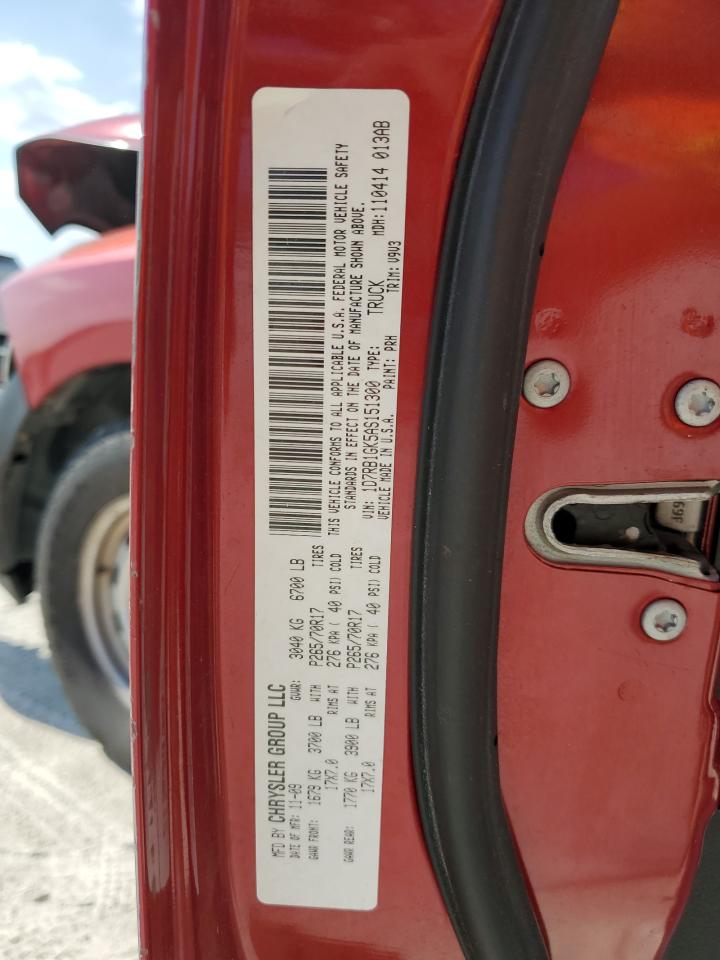 MFD BY CHRYSLER GROUP LLC
DATE OF MFR: 11-09 GVWR: 3040 KG 6700 LB
GAWR FRONT: 1679 KG 3700 LB WITH P265/70R17 TIRES
17X7.0 RIMS AT 276 KPA ( 40 PSI) COLD
GAWR REAR: 1770 KG 3900 LB WITH P265/70R17 TIRES
17X7.0 RIMS AT 276 KPA ( 40 PSI) COLD
THIS VEHICLE CONFORMS TO ALL APPLICABLE U.S.A. FEDERAL MOTOR VEHICLE SAFETY
STANDARDS IN EFFECT ON THE DATE OF MANUFACTURE SHOWN ABOVE.
VIN: 1D7RB1GK5AS151300 TYPE: TRUCK MDH: 110414 013AB
VEHICLE MADE IN U.S.A. PAINT: PRH TRIM: V9V3